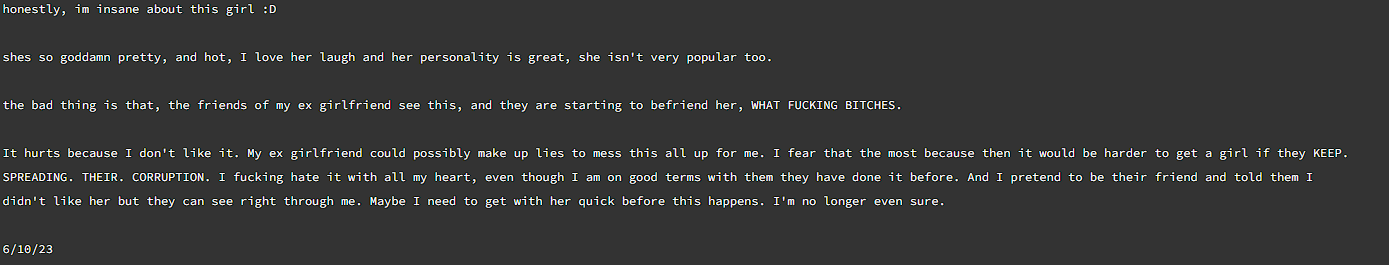 honestly, im insane about this girl :D
shes so goddamn pretty, and hot, I love her laugh and her personality is great, she isn't very popular too.
the bad thing is that, the friends of my ex girlfriend see this, and they are starting to befriend her, WHAT FUCKING BITCHES.
It hurts because I don't like it. My ex girlfriend could possibly make up lies to mess this all up for me. I fear that the most because then it would be harder to get a girl if they KEEP.
SPREADING. THEIR. CORRUPTION. I fucking hate it with all my heart, even though I am on good terms with them they have done it before. And I pretend to be their friend and told them I
didn't like her but they can see right through me. Maybe I need to get with her quick before this happens. I'm no longer even sure.
6/10/23